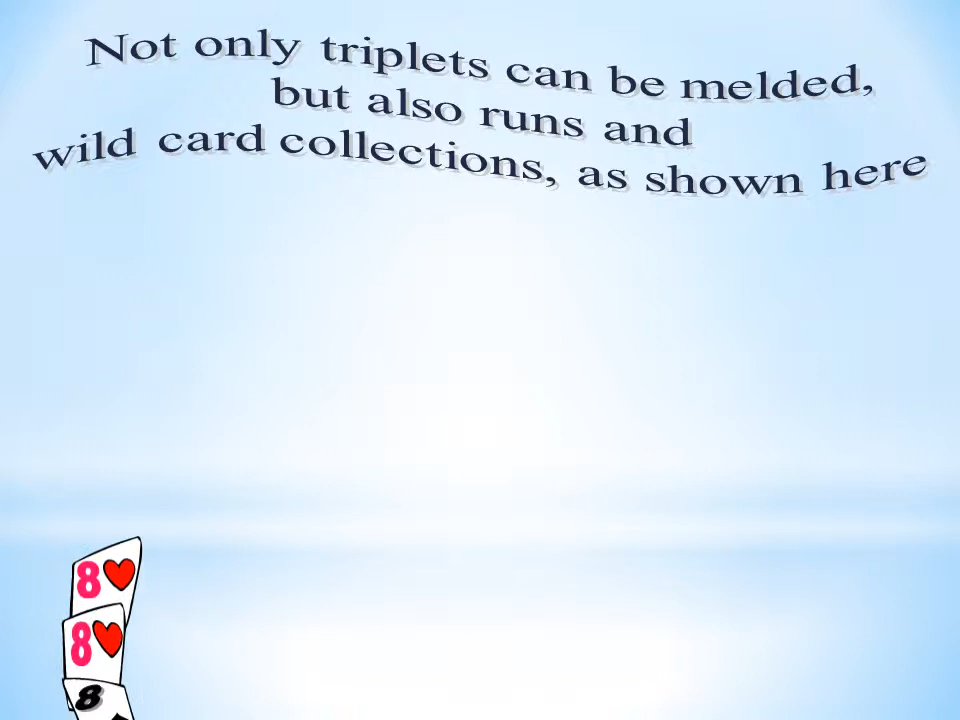 Not only triplets can be melded,
but also runs and
wild card collections, as shown here
8
8
8